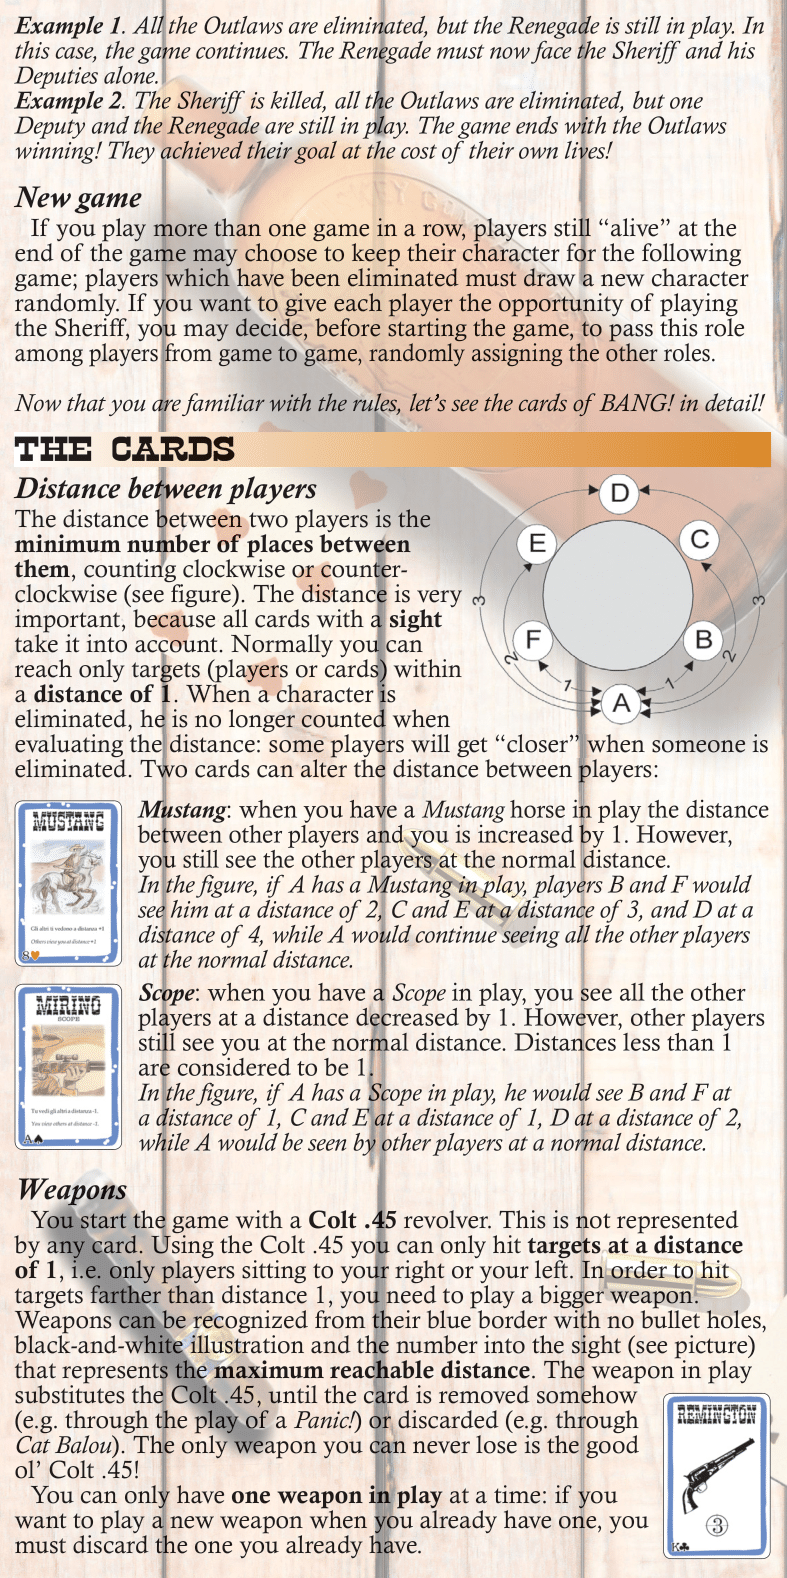 Example 1. All the Outlaws are eliminated, but the Renegade is still in play. In
this case, the game continues. The Renegade must now face the Sheriff and his
Deputies alone.
Example 2. The Sheriff is killed, all the Outlaws are eliminated, but one
Deputy and the Renegade are still in play. The game ends with the Outlaws
winning! They achieved their goal at the cost of their own lives!
New game
If you play more than one game in a row, players still “alive” at the
end of the game may choose to keep their character for the following
game; players which have been eliminated must draw a new character
randomly. If you want to give each player the opportunity of playing
the Sheriff, you may decide, before starting the game, to pass this role
among players from game to game, randomly assigning the other roles.
Now that you are familiar with the rules, let’s see the cards of BANG! in detail!
THE CARDS
Distance between players
The distance between two players is the
minimum number of places between
them, counting clockwise or counter-
clockwise (see figure). The distance is very
important, because all cards with a sight
take it into account. Normally you can
reach only targets (players or cards) within
a distance of 1. When a character is
eliminated, he is no longer counted when
evaluating the distance: some players will get “closer” when someone is
eliminated. Two cards can alter the distance between players:
D
E
C
3
3
F
B
2
2
1
1
A
MUSTANG
Gli altri ti vedono a distanza +1
Others view you at distance +1
8♥
Mustang: when you have a Mustang horse in play the distance
between other players and you is increased by 1. However,
you still see the other players at the normal distance.
In the figure, if A has a Mustang in play, players B and F would
see him at a distance of 2, C and E at a distance of 3, and D at a
distance of 4, while A would continue seeing all the other players
at the normal distance.
MIRINO
SCOPE
Tu vedi gli altri a distanza -1.
You view others at distance -1.
A♠
Scope: when you have a Scope in play, you see all the other
players at a distance decreased by 1. However, other players
still see you at the normal distance. Distances less than 1
are considered to be 1.
In the figure, if A has a Scope in play, he would see B and F at
a distance of 1, C and E at a distance of 1, D at a distance of 2,
while A would be seen by other players at a normal distance.
Weapons
You start the game with a Colt .45 revolver. This is not represented
by any card. Using the Colt .45 you can only hit targets at a distance
of 1, i.e. only players sitting to your right or your left. In order to hit
targets farther than distance 1, you need to play a bigger weapon.
Weapons can be recognized from their blue border with no bullet holes,
black-and-white illustration and the number into the sight (see picture)
that represents the maximum reachable distance. The weapon in play
substitutes the Colt .45, until the card is removed somehow
(e.g. through the play of a Panic!) or discarded (e.g. through
Cat Balou). The only weapon you can never lose is the good
ol’ Colt .45!
You can only have one weapon in play at a time: if you
want to play a new weapon when you already have one, you
must discard the one you already have.
REMINGTON
3
K♣